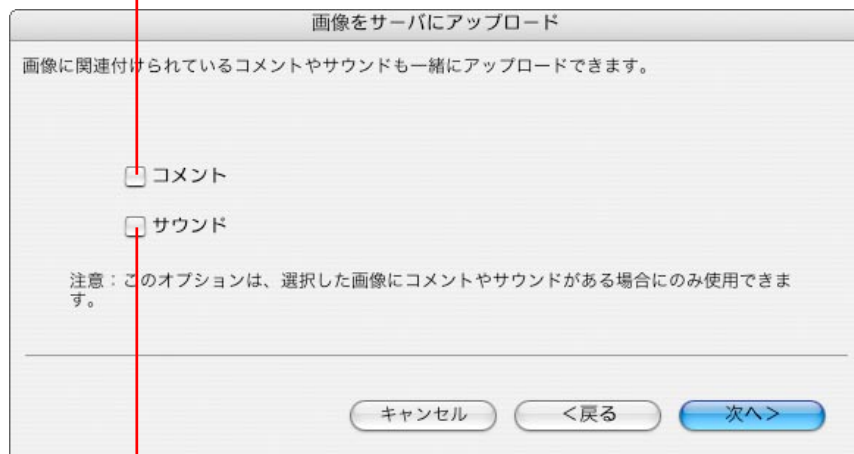 画像をサーバにアップロード
画像に関連付けられているコメントやサウンドも一緒にアップロードできます。
コメント
サウンド
注意：このオプションは、選択した画像にコメントやサウンドがある場合にのみ使用できま
す。
キャンセル
<戻る
次へ>